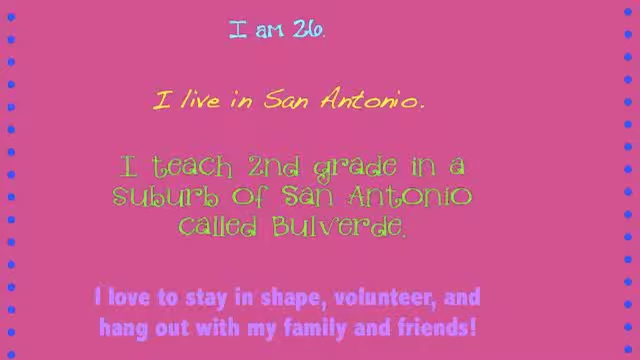 I am 26.
I live in San Antonio.
I teach 2nd grade in a
suburb of San Antonio
called Bulverde.
I love to stay in shape, volunteer, and
hang out with my family and friends!